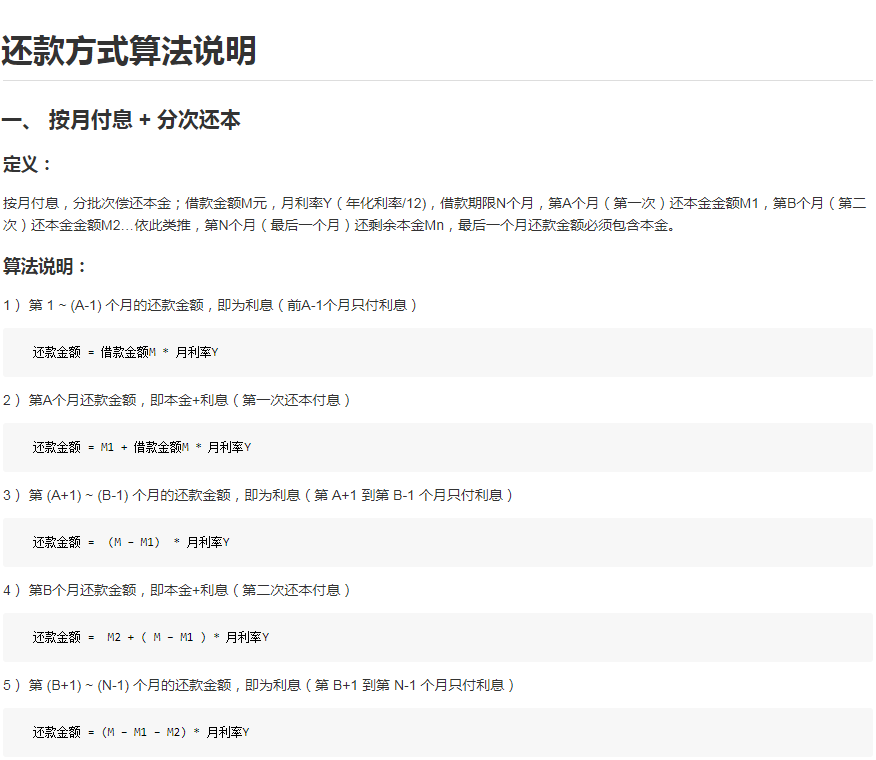 还款方式算法说明
一、 按月付息 + 分次还本
定义：
按月付息，分批次偿还本金；借款金额M元，月利率Y（年化利率/12)，借款期限N个月，第A个月（第一次）还本金金额M1，第B个月（第二
次）还本金金额M2…依此类推，第N个月（最后一个月）还剩余本金Mn，最后一个月还款金额必须包含本金。
算法说明：
1） 第 1 ~ (A-1) 个月的还款金额，即为利息（前A-1个月只付利息）
还款金额 = 借款金额M * 月利率Y
2） 第A个月还款金额，即本金+利息（第一次还本付息）
还款金额 = M1 + 借款金额M * 月利率Y
3） 第 (A+1) ~ (B-1) 个月的还款金额，即为利息（第 A+1 到第 B-1 个月只付利息）
还款金额 = （M - M1） * 月利率Y
4） 第B个月还款金额，即本金+利息（第二次还本付息）
还款金额 = M2 + ( M - M1 ) * 月利率Y
5） 第 (B+1) ~ (N-1) 个月的还款金额，即为利息（第 B+1 到第 N-1 个月只付利息）
还款金额 = (M - M1 - M2) * 月利率Y